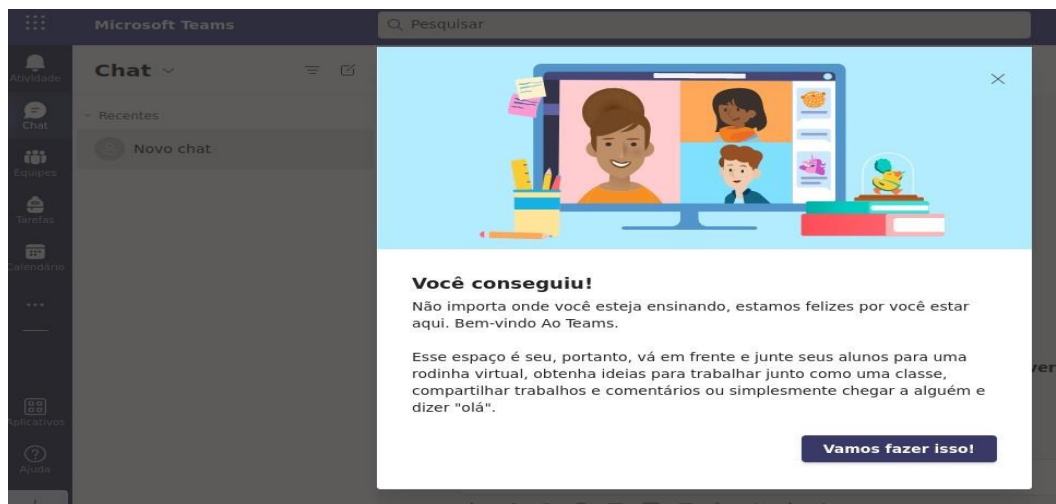 Microsoft Teams
Pesquisar
Atividade
Chat
Equipes
Tarefas
Calendário
Aplicativos
Ajuda
Chat
Recentes
Novo chat
Você conseguiu!
Não importa onde você esteja ensinando, estamos felizes por você estar
aqui. Bem-vindo Ao Teams.
Esse espaço é seu, portanto, vá em frente e junte seus alunos para uma
rodinha virtual, obtenha ideias para trabalhar junto como uma classe,
compartilhar trabalhos e comentários ou simplesmente chegar a alguém e
dizer "olá".
Vamos fazer isso!